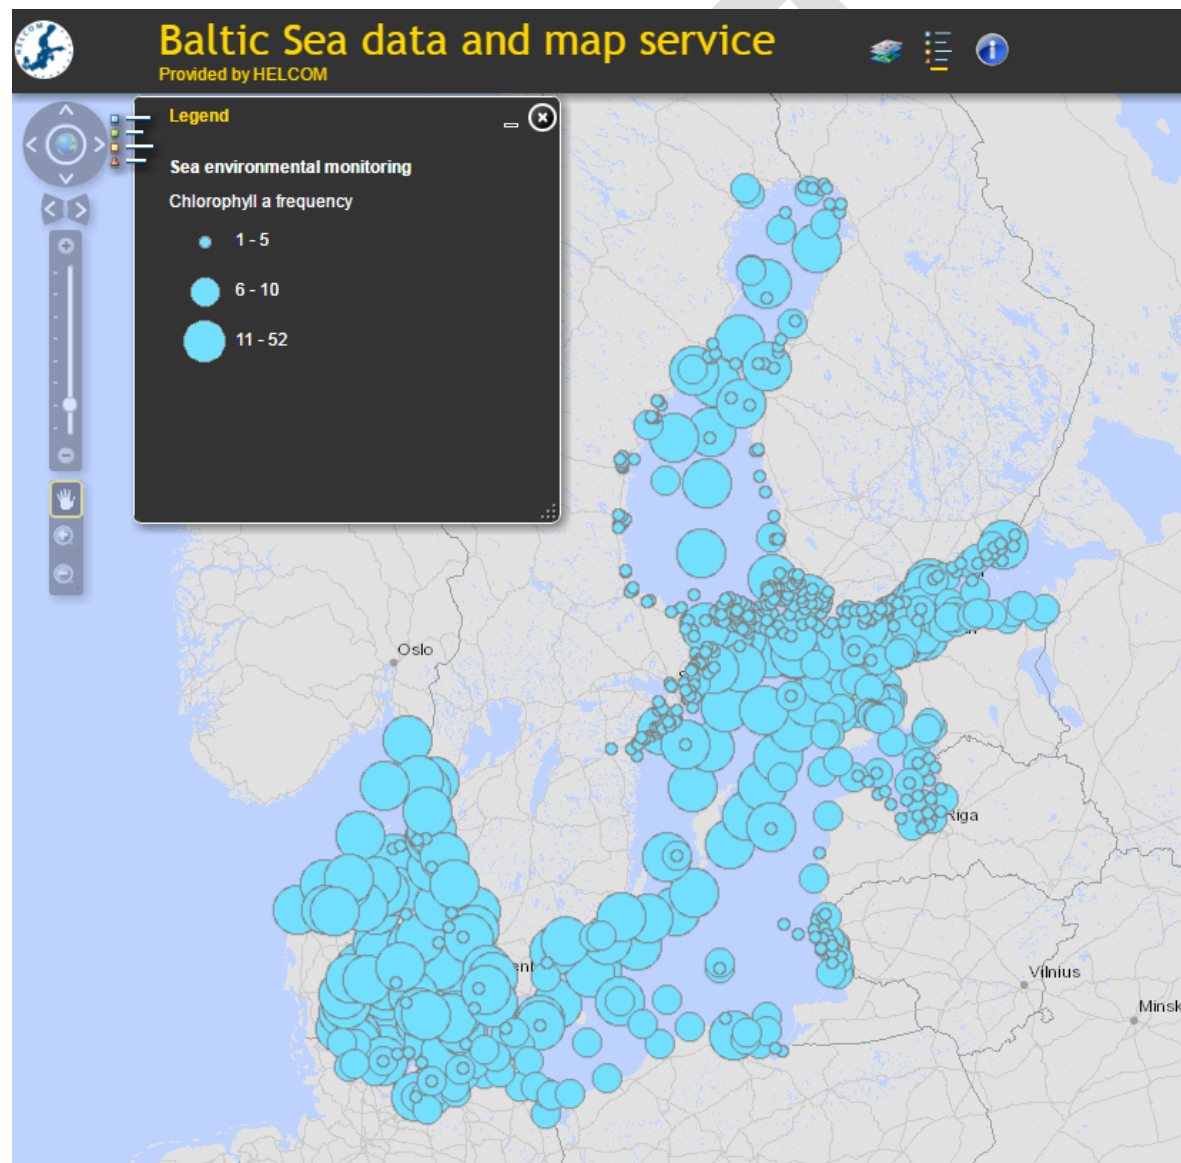 HELCOM
Baltic Sea data and map service
Provided by HELCOM
Legend
Sea environmental monitoring
Chlorophyll a frequency
1 - 5
6 - 10
11 - 52
Oslo
Riga
Vilnius
Minsk